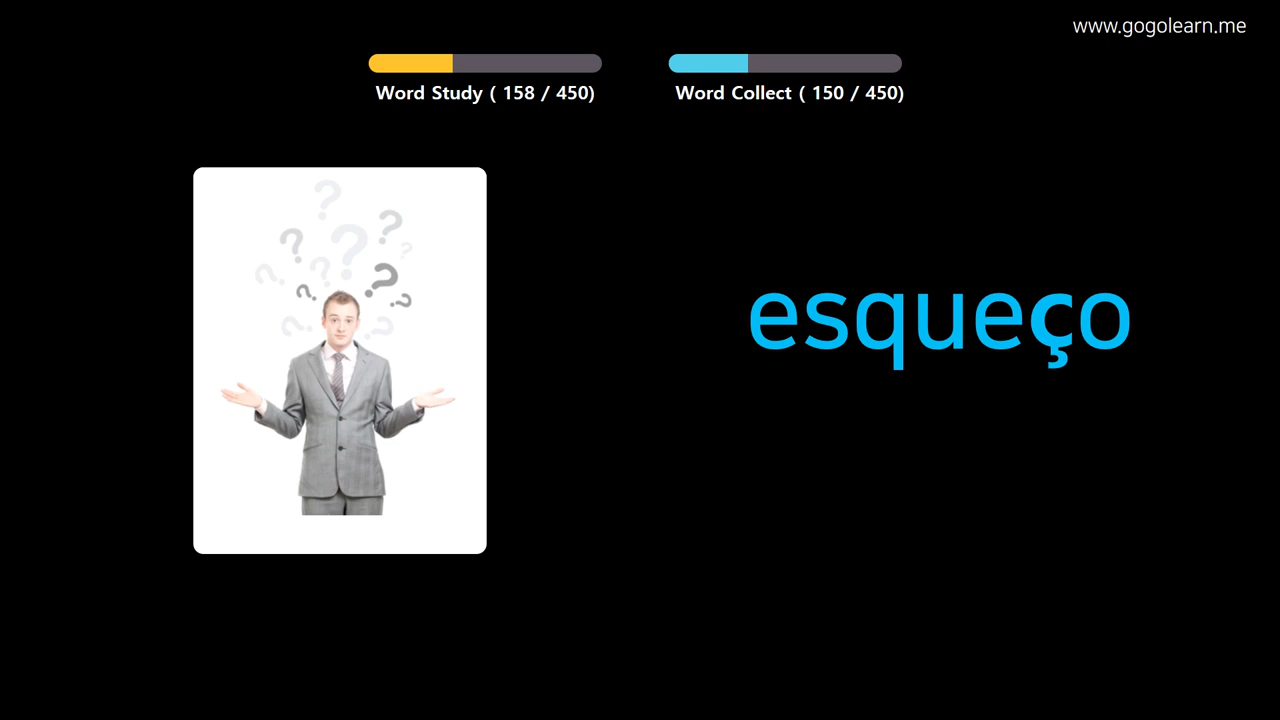 www.gogolearn.me
Word Study ( 158 / 450)
Word Collect ( 150 / 450)
? ? ? ? ? ? ? ? ? ? ? ?
esqueço